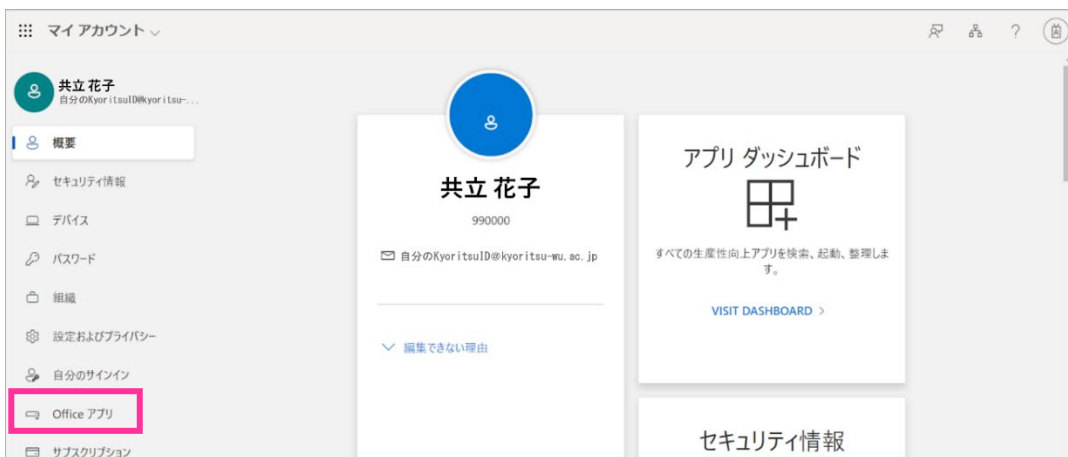 マイ アカウント
共立 花子
自分のKyoritsuID@kyoritsu-...
概要
セキュリティ情報
デバイス
パスワード
組織
設定およびプライバシー
自分のサインイン
Office アプリ
サブスクリプション
共立 花子
990000
自分のKyoritsuID@kyoritsu-wu.ac.jp
編集できない理由
アプリ ダッシュボード
すべての生産性向上アプリを検索、起動、整理しま
す。
VISIT DASHBOARD
セキュリティ情報